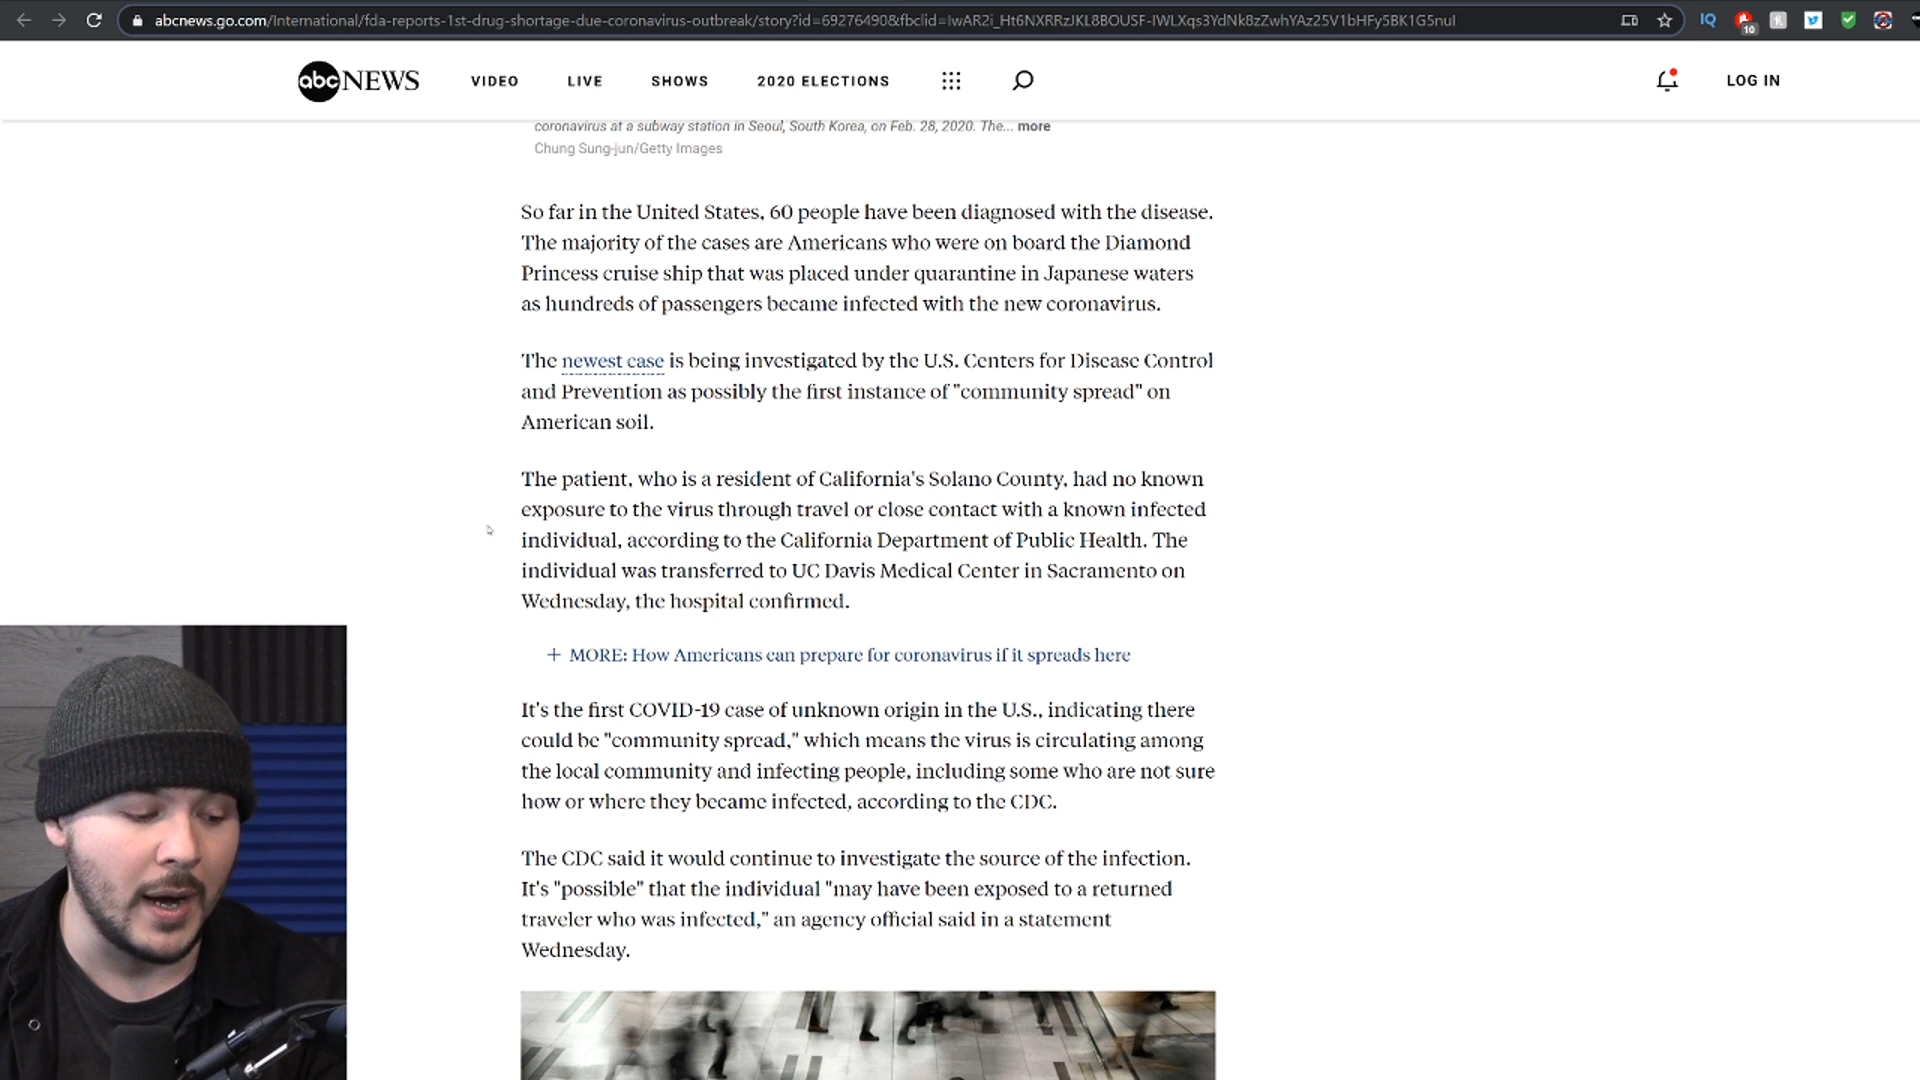 abcnews.go.com/International/fda-reports-1st-drug-shortage-due-coronavirus-outbreak/story?id=69276490&fbclid=IwAR2i_Ht6NXRRzJKL8BOUSF-IWLXqs3YdNk8zZwhYAz25V1bHFy5BK1G5nuI
IQ
10
abc NEWS
VIDEO
LIVE
SHOWS
2020 ELECTIONS
LOG IN
coronavirus at a subway station in Seoul, South Korea, on Feb. 28, 2020. The... more
Chung Sung-jun/Getty Images
So far in the United States, 60 people have been diagnosed with the disease.
The majority of the cases are Americans who were on board the Diamond
Princess cruise ship that was placed under quarantine in Japanese waters
as hundreds of passengers became infected with the new coronavirus.
The newest case is being investigated by the U.S. Centers for Disease Control
and Prevention as possibly the first instance of "community spread" on
American soil.
The patient, who is a resident of California's Solano County, had no known
exposure to the virus through travel or close contact with a known infected
individual, according to the California Department of Public Health. The
individual was transferred to UC Davis Medical Center in Sacramento on
Wednesday, the hospital confirmed.
+ MORE: How Americans can prepare for coronavirus if it spreads here
It's the first COVID-19 case of unknown origin in the U.S., indicating there
could be "community spread," which means the virus is circulating among
the local community and infecting people, including some who are not sure
how or where they became infected, according to the CDC.
The CDC said it would continue to investigate the source of the infection.
It's "possible" that the individual "may have been exposed to a returned
traveler who was infected," an agency official said in a statement
Wednesday.